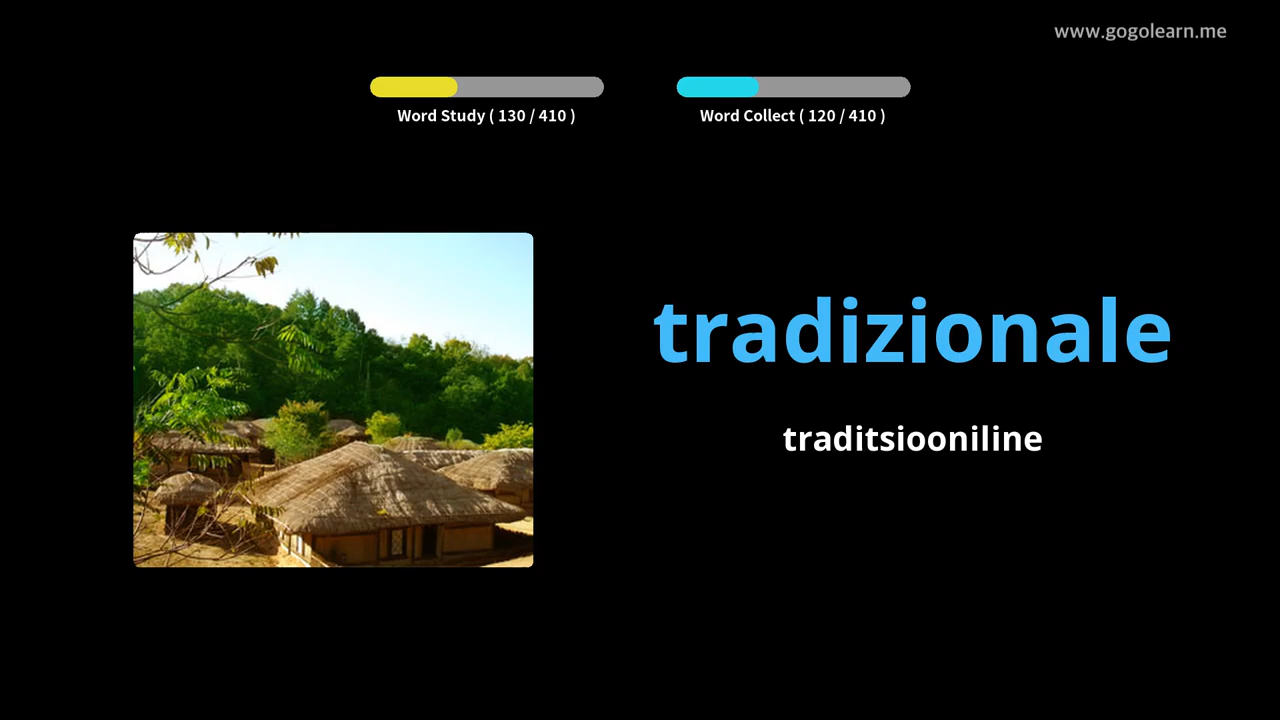 www.gogolearn.me
Word Study ( 130 / 410 )
Word Collect ( 120 / 410 )
tradizionale
traditsiooniline